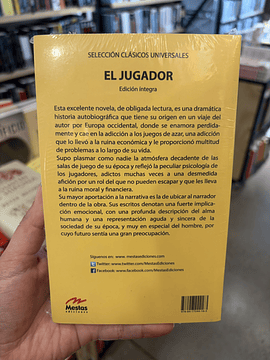 SELECCIÓN CLÁSICOS UNIVERSALES
EL JUGADOR
Edición íntegra
Esta excelente novela, de obligada lectura, es una dramática
historia autobiográfica que tiene su origen en un viaje del
autor por Europa occidental, donde se enamora perdida-
mente y cae en la adicción a los juegos de azar, una adicción
que lo llevó a la ruina económica y le proporcionó multitud
de problemas a lo largo de su vida.
Supo plasmar como nadie la atmósfera decadente de las
salas de juego de su época y reflejó la peculiar psicología de
los jugadores, adictos muchas veces a una desmedida
afición por un rol del que no pueden escapar y que les lleva
a la ruina moral y financiera.
Su mayor aportación a la narrativa es la de ubicar al narrador
dentro de la obra. Sus escritos denotan una fuerte implica-
ción emocional, con una profunda descripción del alma
humana y una representación aguda y sincera de la
sociedad de su época, y muy en especial del hombre, por
cuyo futuro sentía una gran preocupación.
Síguenos en: www.mestasediciones.com
Twitter: www.twitter.com/MestasEdiciones
Facebook: www.facebook.com/MestasEdiciones
Mestas
ediciones